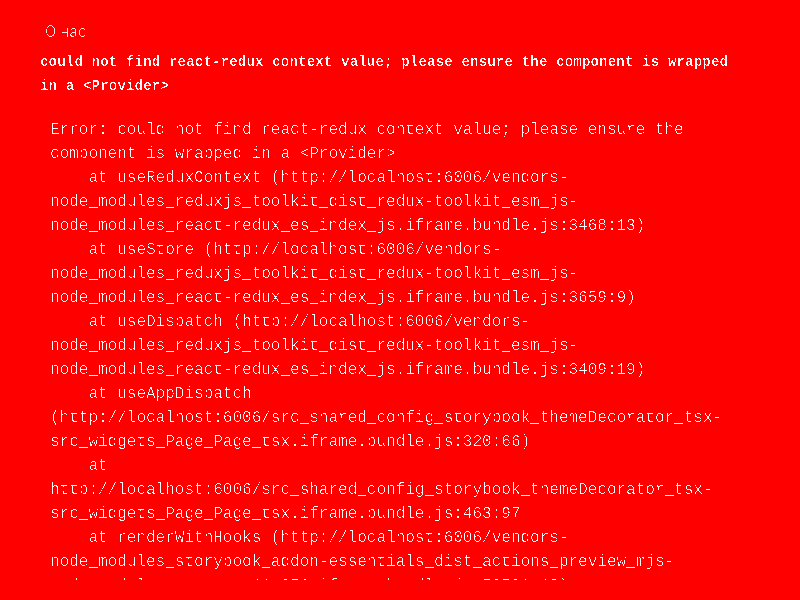 О нас
could not find react-redux context value; please ensure the component is wrapped
in a <Provider>
Error: could not find react-redux context value; please ensure the
component is wrapped in a <Provider>
at useReduxContext (http://localhost:6006/vendors-
node_modules_reduxjs_toolkit_dist_redux-toolkit_esm_js-
node_modules_react-redux_es_index_js.iframe.bundle.js:3468:13)
at useStore (http://localhost:6006/vendors-
node_modules_reduxjs_toolkit_dist_redux-toolkit_esm_js-
node_modules_react-redux_es_index_js.iframe.bundle.js:3659:9)
at useDispatch (http://localhost:6006/vendors-
node_modules_reduxjs_toolkit_dist_redux-toolkit_esm_js-
node_modules_react-redux_es_index_js.iframe.bundle.js:3409:19)
at useAppDispatch
(http://localhost:6006/src_shared_config_storybook_themeDecorator_tsx-
src_widgets_Page_Page_tsx.iframe.bundle.js:320:66)
at
http://localhost:6006/src_shared_config_storybook_themeDecorator_tsx-
src_widgets_Page_Page_tsx.iframe.bundle.js:463:97
at renderWithHooks (http://localhost:6006/vendors-
node_modules_storybook_addon-essentials_dist_actions_preview_mjs-